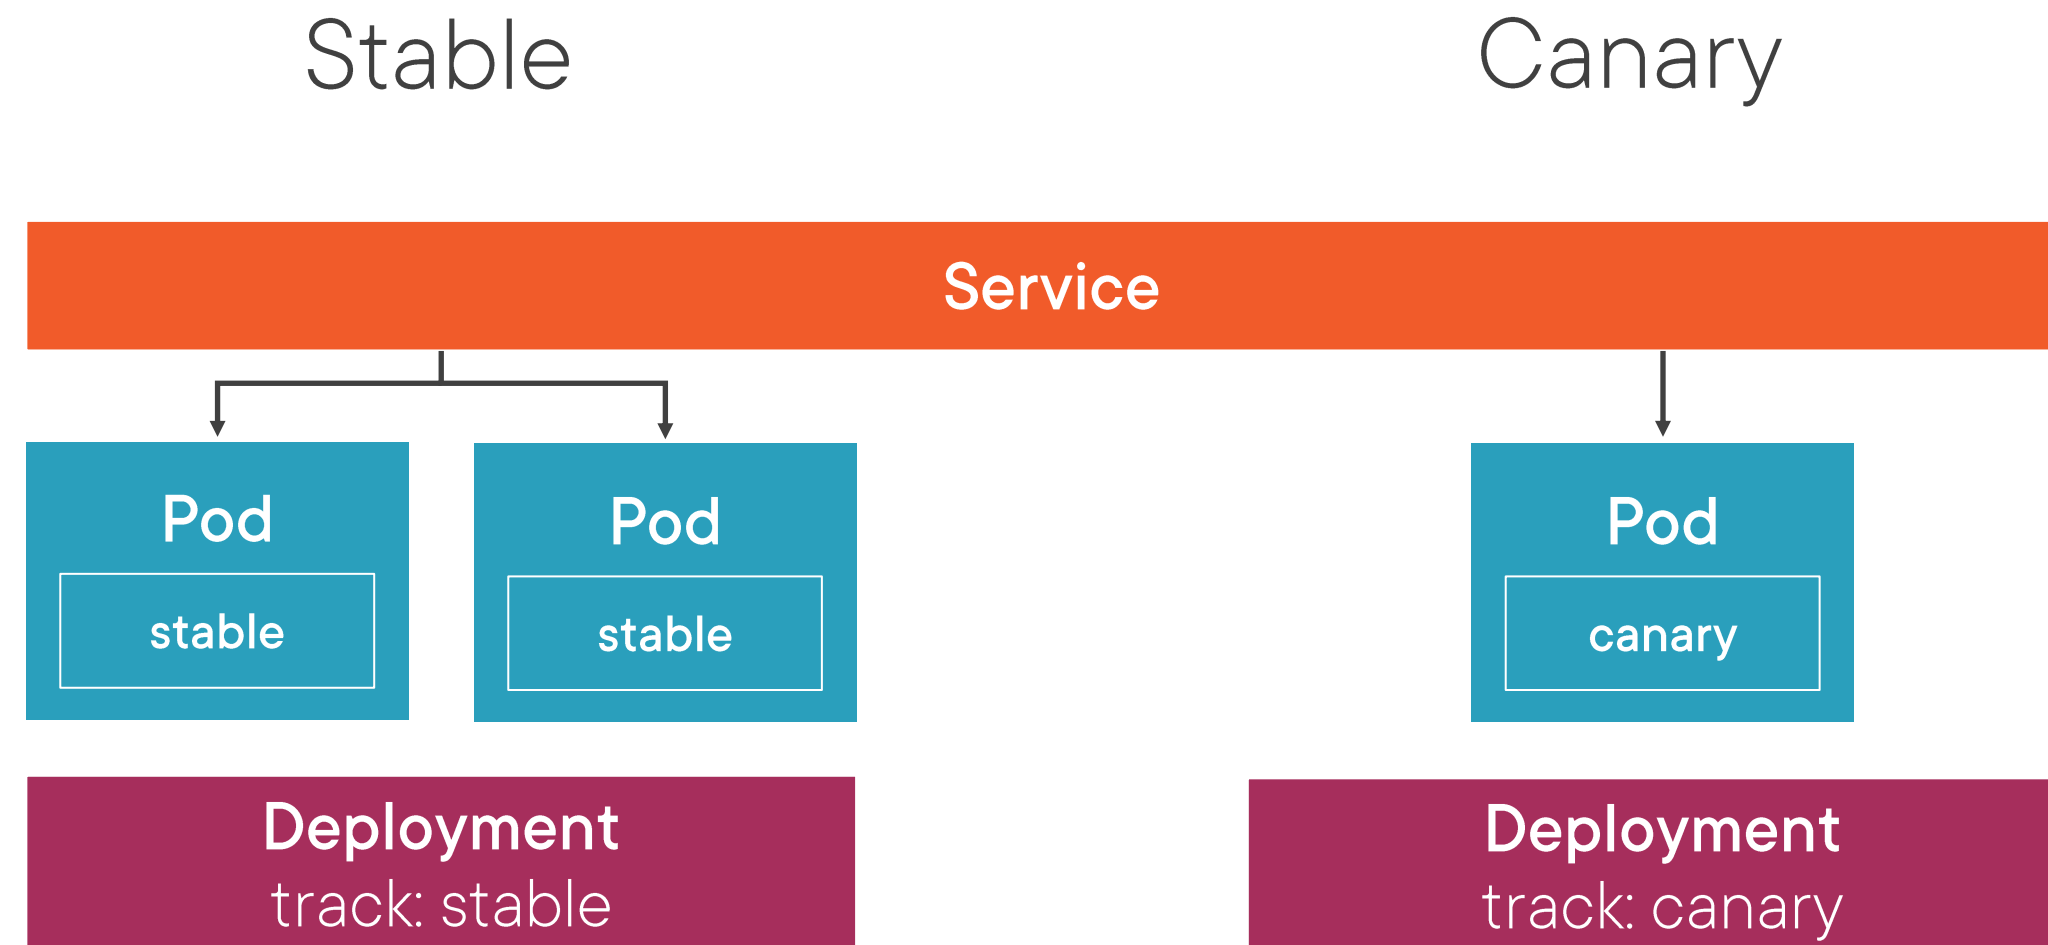 Stable
Canary
Service
Pod
stable
Pod
stable
Pod
canary
Deployment
track: stable
Deployment
track: canary